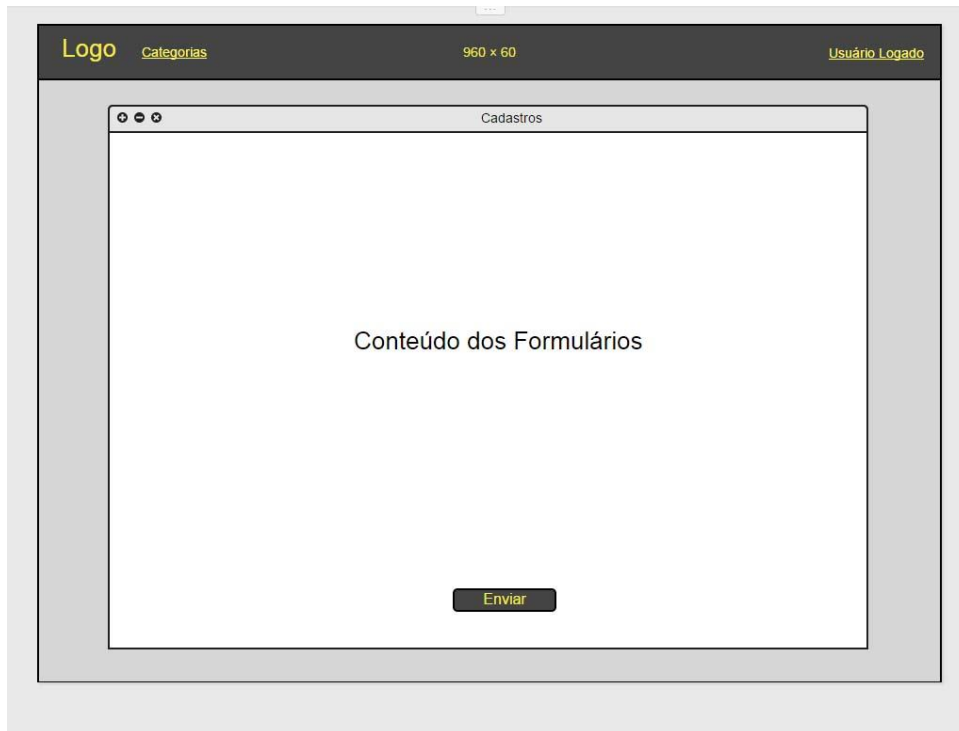 ...
Logo Categorias 960 × 60 Usuário Logado
Cadastros
Conteúdo dos Formulários
Enviar